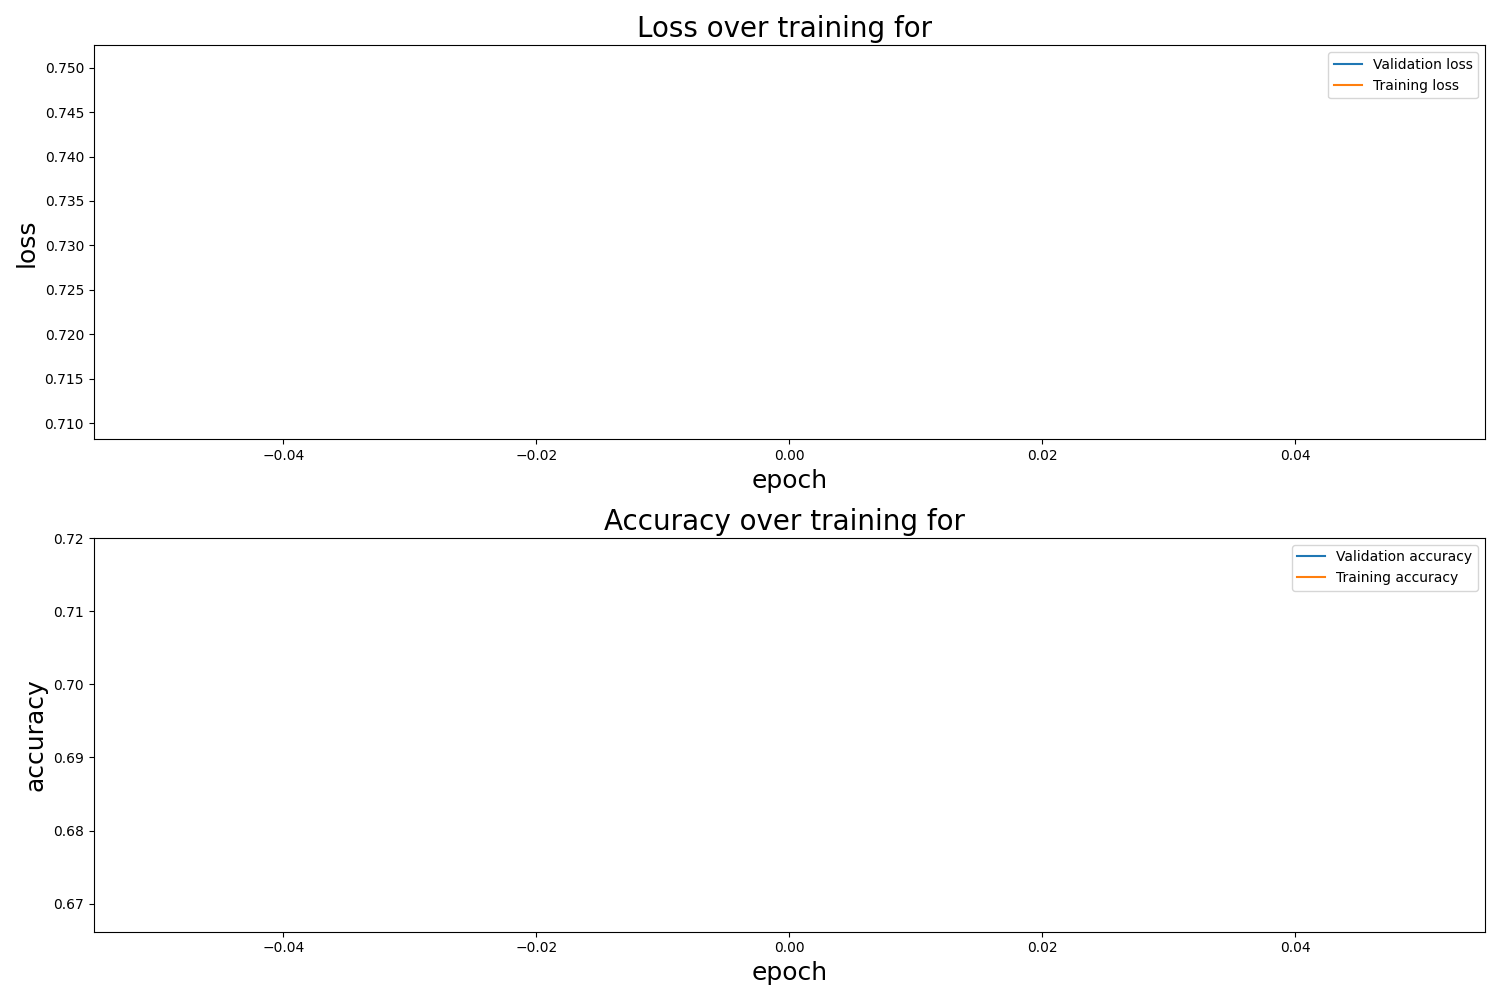 Loss over training for
0.750
0.745
0.740
0.735
0.730
0.725
0.720
0.715
0.710
loss
Validation loss
Training loss
−0.04
−0.02
0.00
0.02
0.04
epoch
Accuracy over training for
0.72
0.71
0.70
0.69
0.68
0.67
accuracy
Validation accuracy
Training accuracy
−0.04
−0.02
0.00
0.02
0.04
epoch